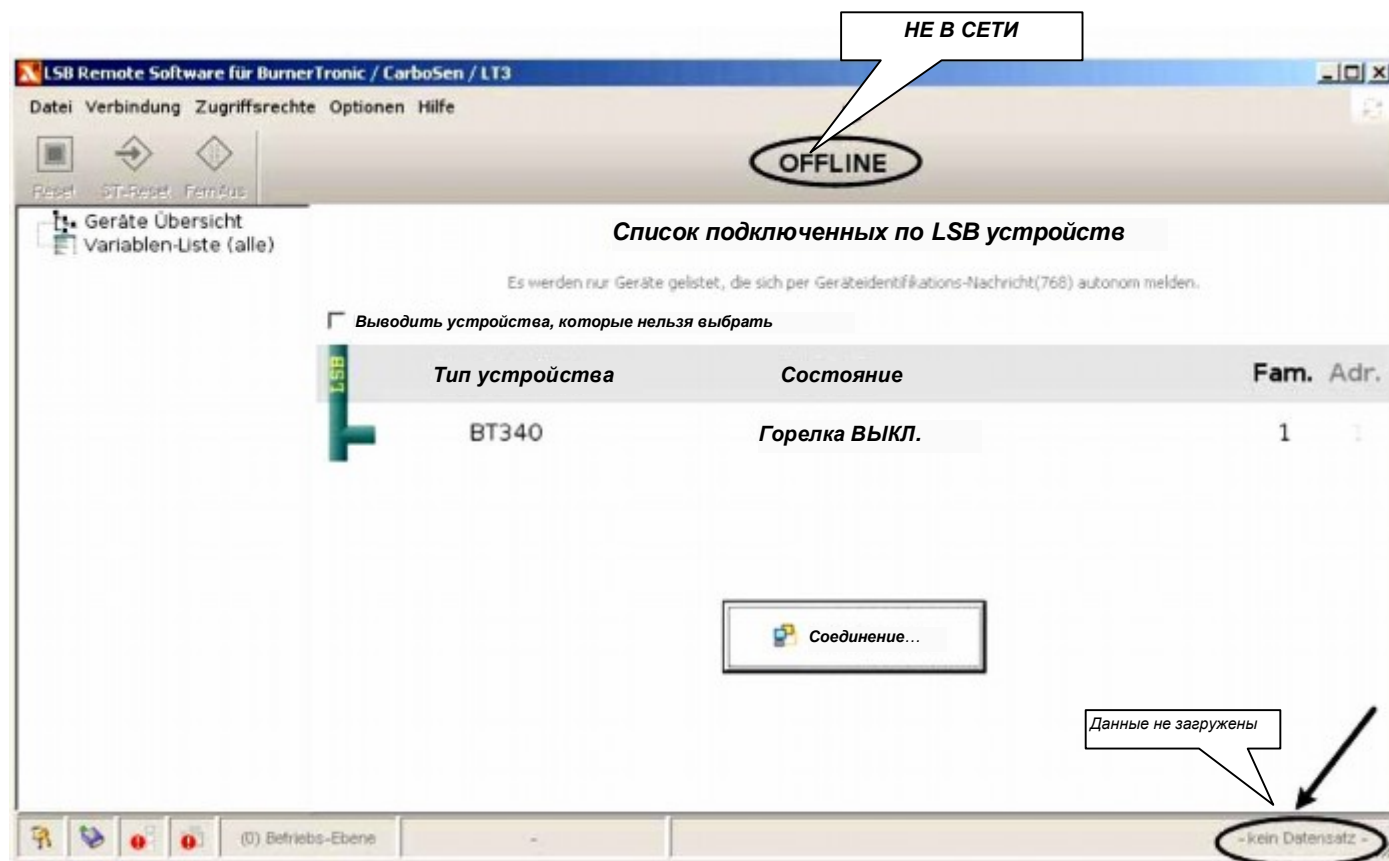 НЕ В СЕТИ
LSB Remote Software für BurnerTronic / CarboSen / LT3
Datei Verbindung Zugriffsrechte Optionen Hilfe
OFFLINE
Reset ST-Reset FernAus
Geräte Übersicht
Variablen-Liste (alle)
Список подключенных по LSB устройств
Es werden nur Geräte gelistet, die sich per Geräteidentifikations-Nachricht(768) autonom melden.
Выводить устройства, которые нельзя выбрать
LSB
Тип устройства Состояние Fam. Adr.
BT340 Горелка ВЫКЛ. 1 1
Соединение...
Данные не загружены
(0) Betriebs-Ebene - - kein Datensatz -